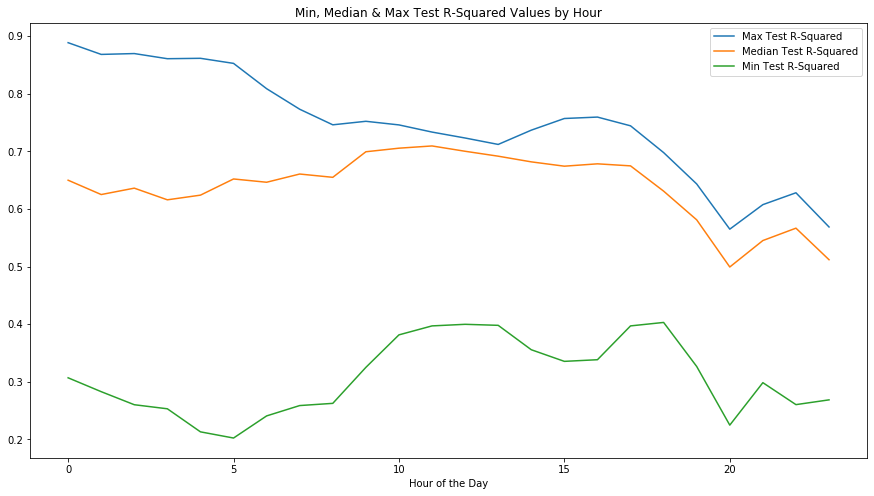 Min, Median & Max Test R-Squared Values by Hour
Max Test R-Squared
Median Test R-Squared
Min Test R-Squared
0.9
0.8
0.7
0.6
0.5
0.4
0.3
0.2
0 5 10 15 20
Hour of the Day